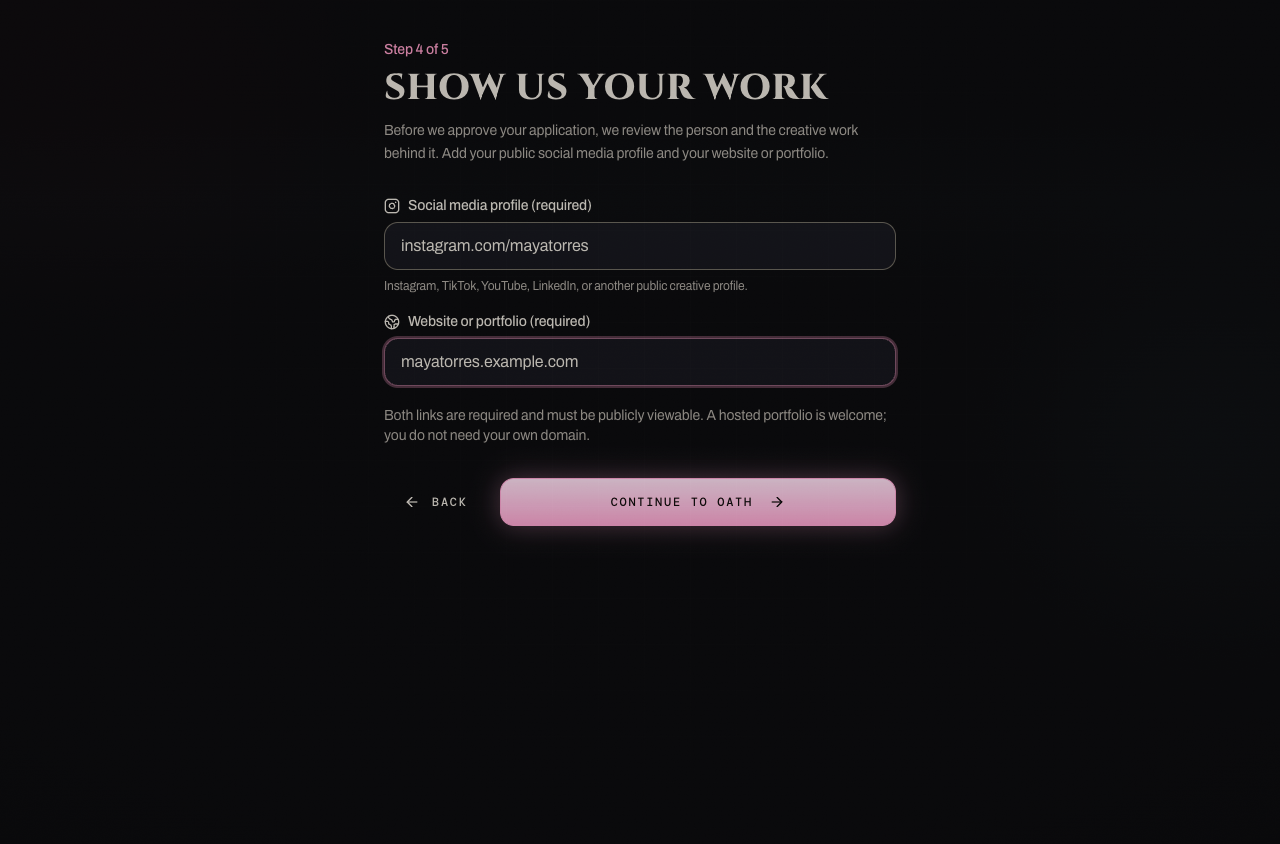 Step 4 of 5
SHOW US YOUR WORK
Before we approve your application, we review the person and the creative work
behind it. Add your public social media profile and your website or portfolio.
Social media profile (required)
instagram.com/mayatorres
Instagram, TikTok, YouTube, LinkedIn, or another public creative profile.
Website or portfolio (required)
mayatorres.example.com
Both links are required and must be publicly viewable. A hosted portfolio is welcome;
you do not need your own domain.
BACK
CONTINUE TO OATH